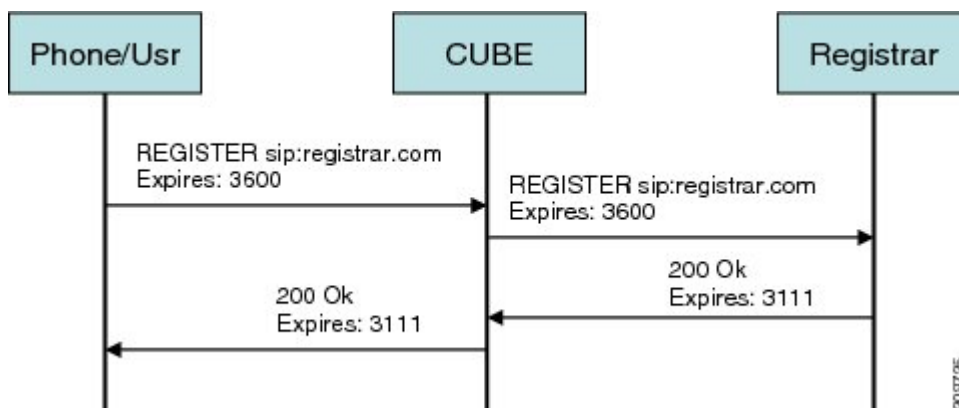 Phone/Usr
CUBE
Registrar
REGISTER sip:registrar.com
Expires: 3600
REGISTER sip:registrar.com
Expires: 3600
200 Ok
Expires: 3111
200 Ok
Expires: 3111